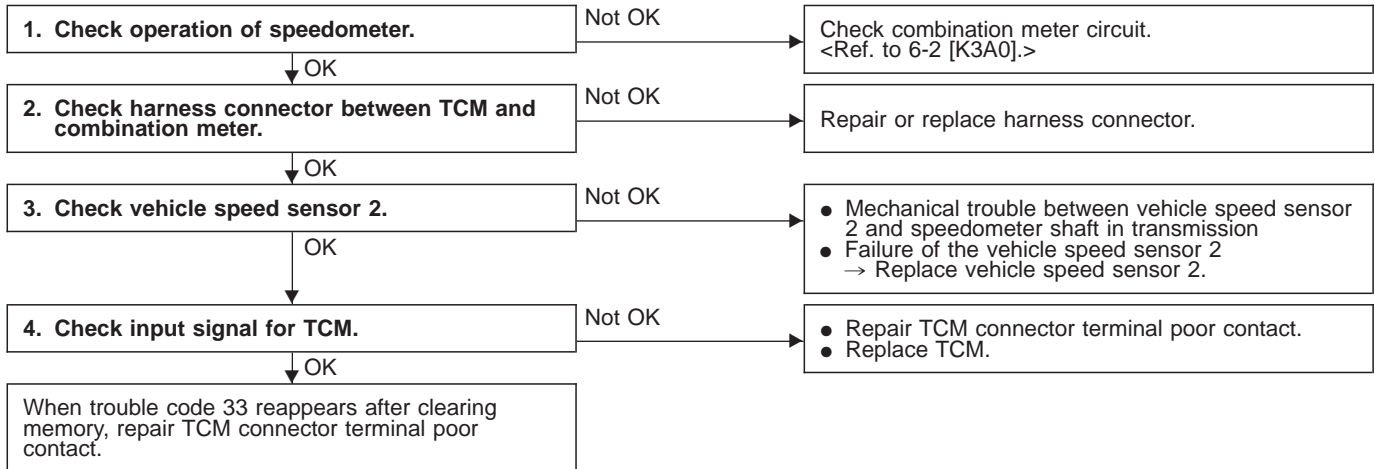 1. Check operation of speedometer.
Not OK
Check combination meter circuit.
<Ref. to 6-2 [K3A0].>
OK
2. Check harness connector between TCM and
combination meter.
Not OK
Repair or replace harness connector.
OK
3. Check vehicle speed sensor 2.
Not OK
● Mechanical trouble between vehicle speed sensor
2 and speedometer shaft in transmission
● Failure of the vehicle speed sensor 2
→ Replace vehicle speed sensor 2.
OK
4. Check input signal for TCM.
Not OK
● Repair TCM connector terminal poor contact.
● Replace TCM.
OK
When trouble code 33 reappears after clearing
memory, repair TCM connector terminal poor
contact.